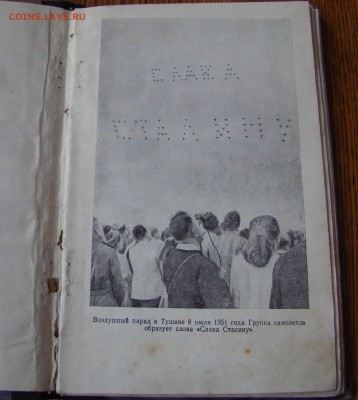 COINS.LAVE.RU
СЛАВА
СТАЛИНУ
Воздушный парад в Тушине 8 июля 1951 года. Группа самолетов
образует слова «Слава Сталину».